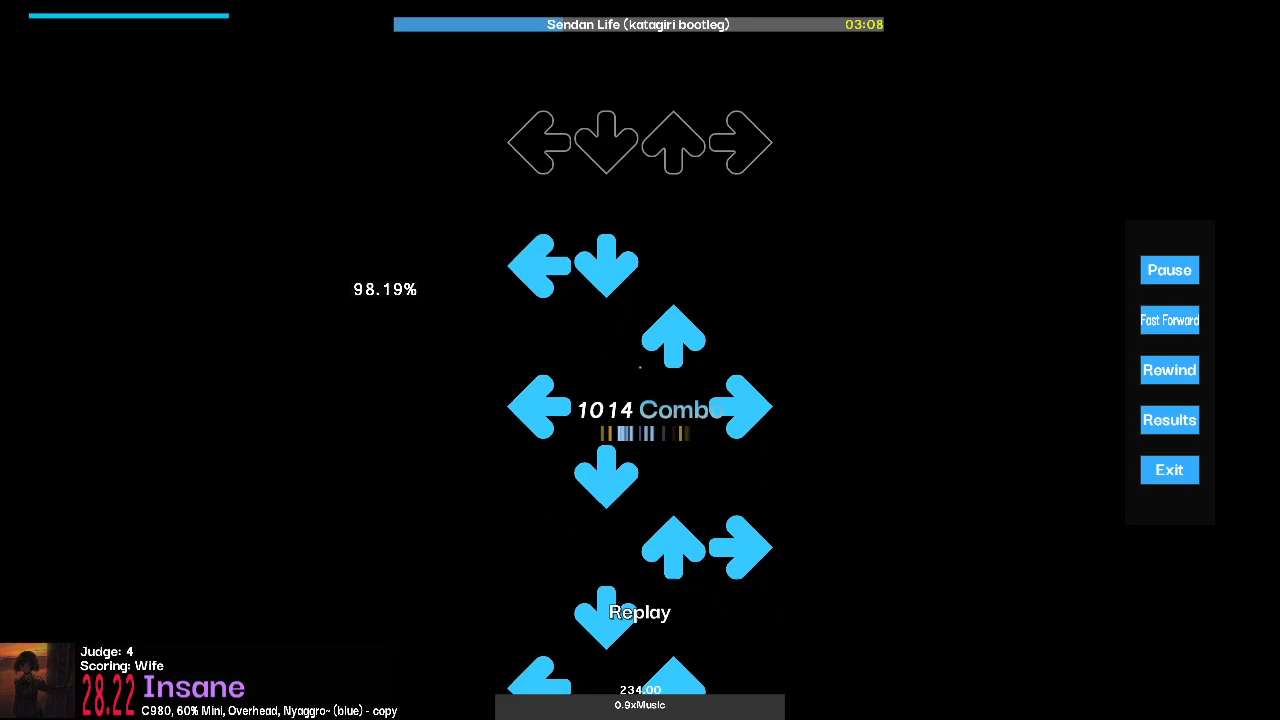 Sendan Life (katagiri bootleg) 03:08
98.19%
Pause
Fast Forward
Rewind
1014 Combo
Results
Exit
Replay
Judge: 4
Scoring: Wife
28.22 Insane
C980, 60% Mini, Overhead, Nyaggro~ (blue) - copy
234.00
0.9xMusic